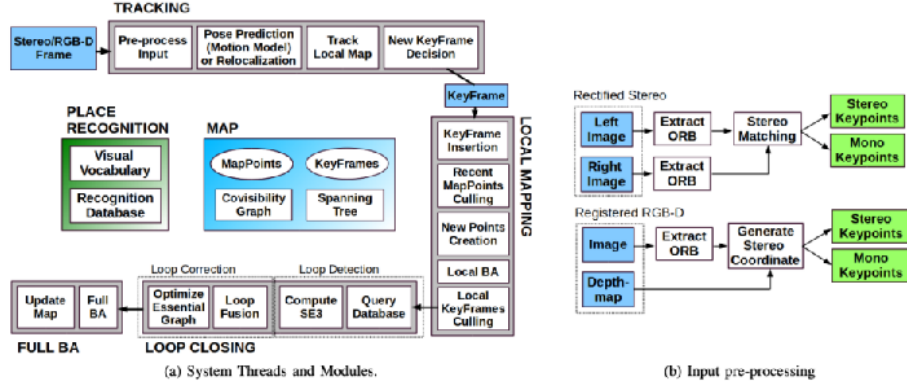 TRACKING
Stereo/RGB-D
Frame
Pre-process
Input
Pose Prediction
(Motion Model)
or Relocalization
Track
Local Map
New KeyFrame
Decision
KeyFrame
PLACE
RECOGNITION
Visual
Vocabulary
Recognition
Database
MAP
MapPoints
KeyFrames
Covisibility
Graph
Spanning
Tree
LOCAL MAPPING
KeyFrame
Insertion
Recent
MapPoints
Culling
New Points
Creation
Local BA
Local
KeyFrames
Culling
Loop Correction
Loop Detection
Update
Map
Full
BA
Optimize
Essential
Graph
Loop
Fusion
Compute
SE3
Query
Database
FULL BA
LOOP CLOSING
(a) System Threads and Modules.
Rectified Stereo
Left
Image
Extract
ORB
Stereo
Matching
Stereo
Keypoints
Mono
Keypoints
Right
Image
Extract
ORB
Registered RGB-D
Image
Extract
ORB
Generate
Stereo
Coordinate
Stereo
Keypoints
Mono
Keypoints
Depth-
map
(b) Input pre-processing